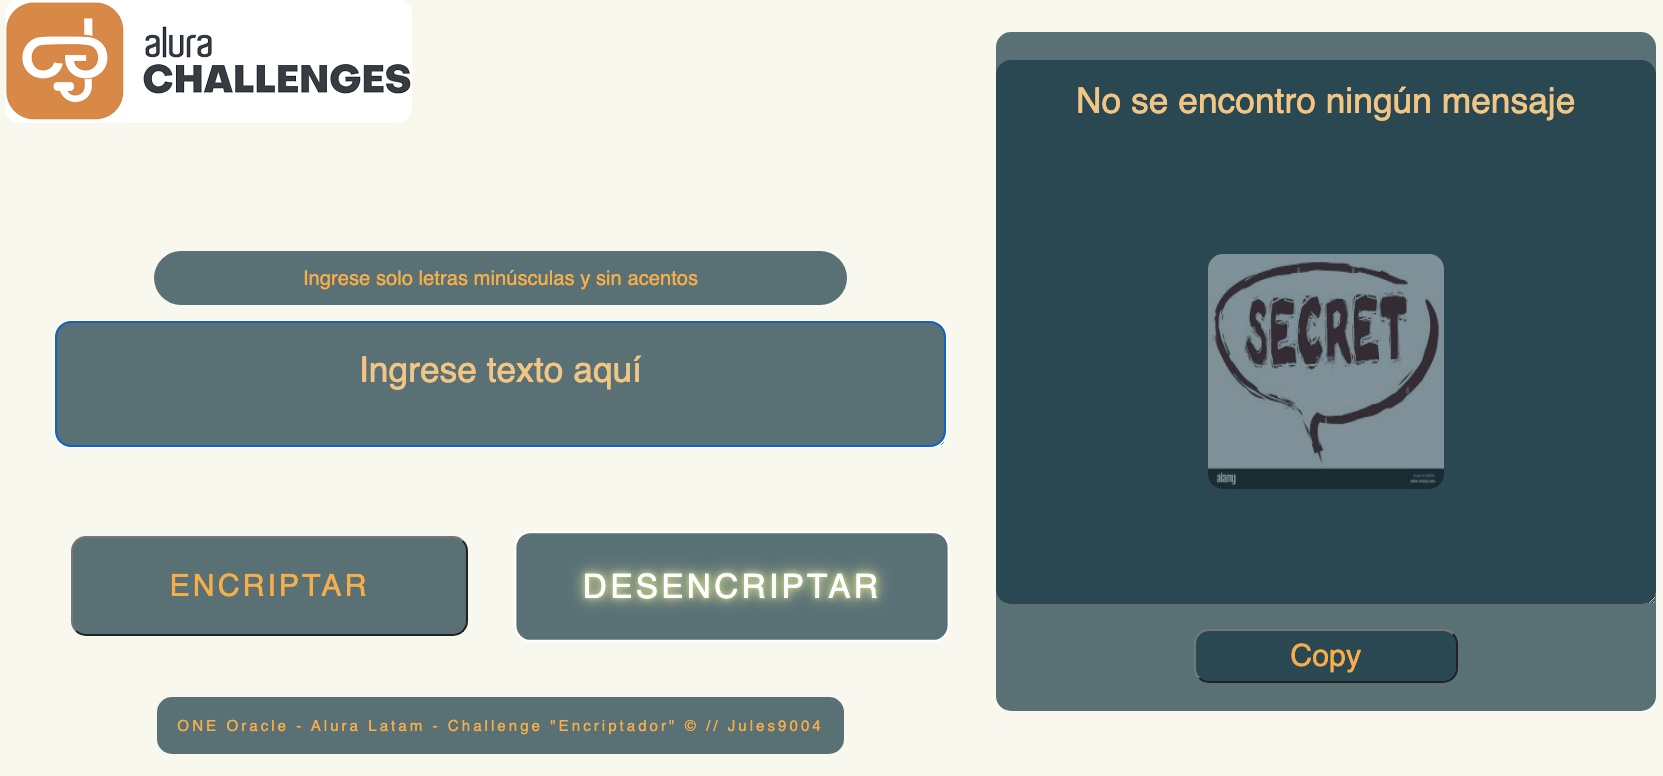 alura
CHALLENGES
Ingrese solo letras minúsculas y sin acentos
Ingrese texto aquí
ENCRIPTAR
DESENCRIPTAR
ONE Oracle - Alura Latam - Challenge "Encriptador" © // Jules9004
No se encontro ningún mensaje
SECRET
alamy
Copy